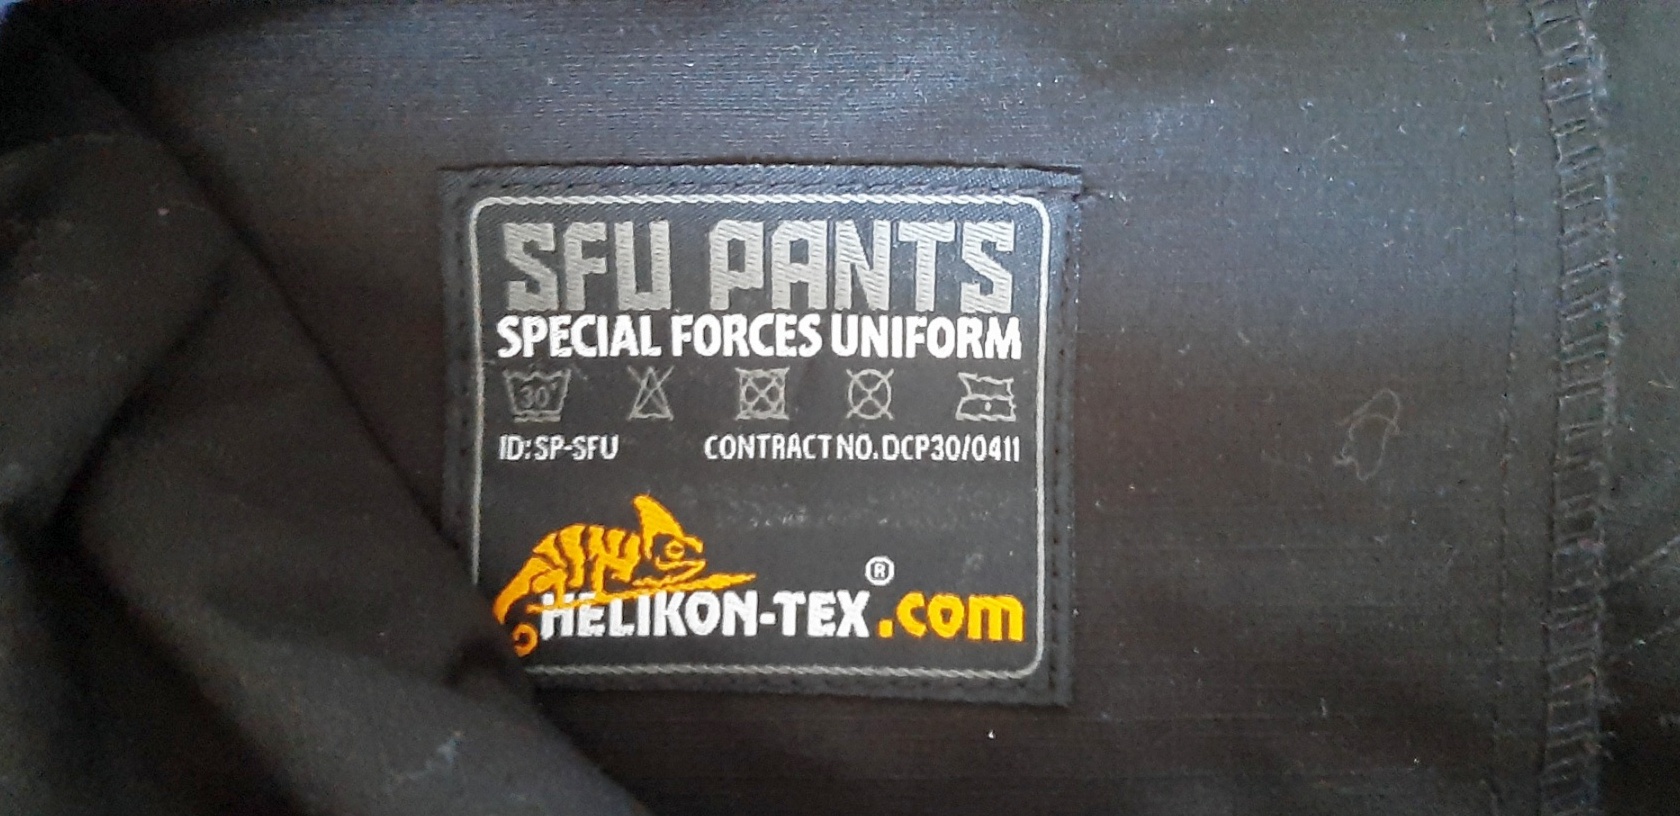 SFU PANTS
SPECIAL FORCES UNIFORM
30°
ID: SP-SFU CONTRACT NO. DCP30/0411
HELIKON-TEX®.com